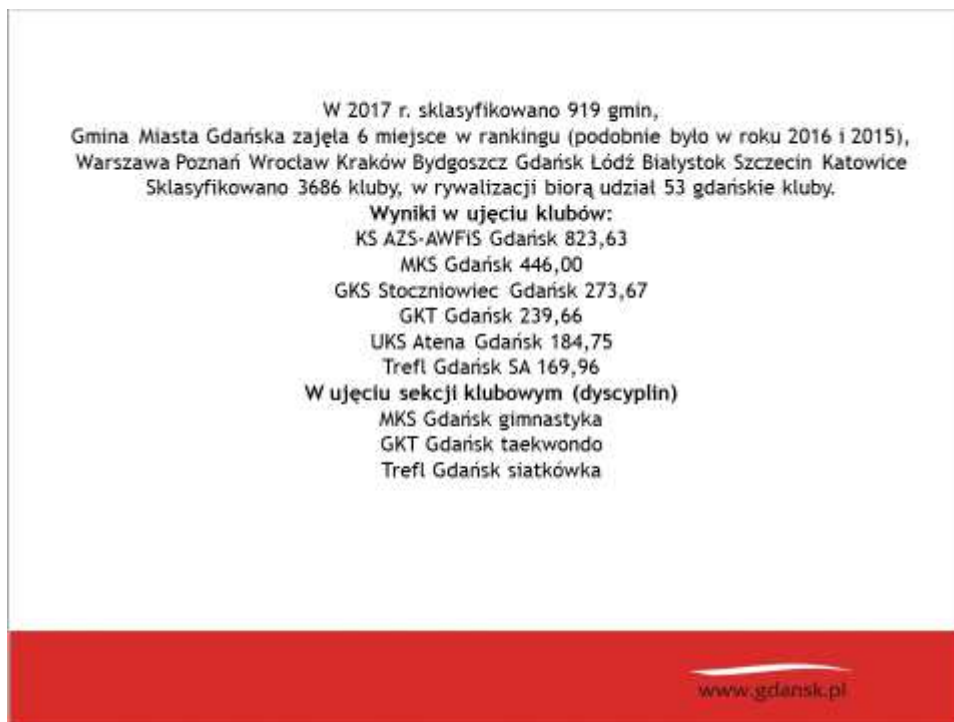 W 2017 r. sklasyfikowano 919 gmin,
Gmina Miasta Gdańska zajęła 6 miejsce w rankingu (podobnie było w roku 2016 i 2015),
Warszawa Poznań Wrocław Kraków Bydgoszcz Gdańsk Lódź Białystok Szczecin Katowice
Sklasyfikowano 3686 kluby, w rywalizacji biorą udział 53 gdańskie kluby.
Wyniki w ujęciu klubów:
KS AZS-AWFiS Gdańsk 823,63
MKS Gdańsk 446,00
GKS Stoczniowiec Gdańsk 273,67
GKT Gdańsk 239,66
UKS Atena Gdańsk 184,75
Trefl Gdańsk SA 169,96
W ujęciu sekcji klubowym (dyscyplin)
MKS Gdańsk gimnastyka
GKT Gdańsk taekwondo
Trefl Gdańsk siatkówka
www.gdansk.pl